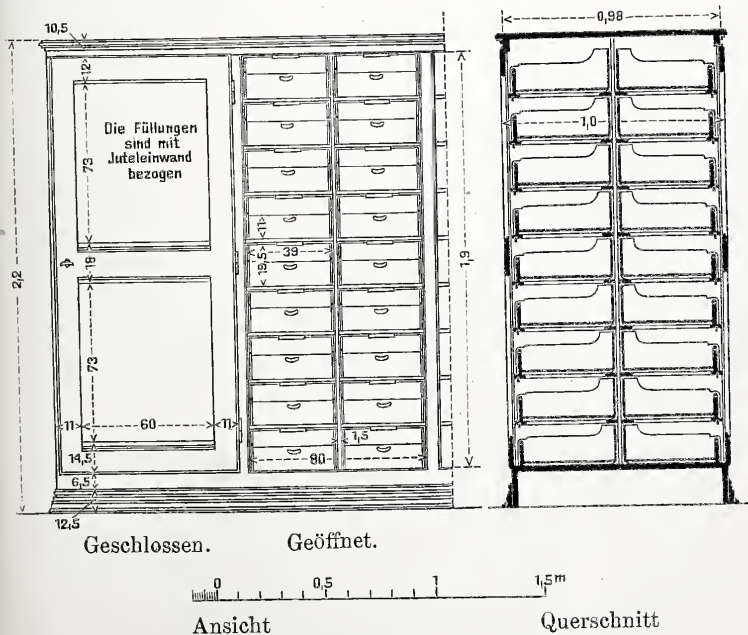 10,5
0,98
12
Die Füllungen
sind mit
Juteleinwand
bezogen
73
1,0
11
39
18
19,5
2,2
1,9
73
11
60
11
1,5
14,5
80
6,5
12,5
Geschlossen.
Geöffnet.
0
0,5
1
1,5 m
Ansicht
Querschnitt